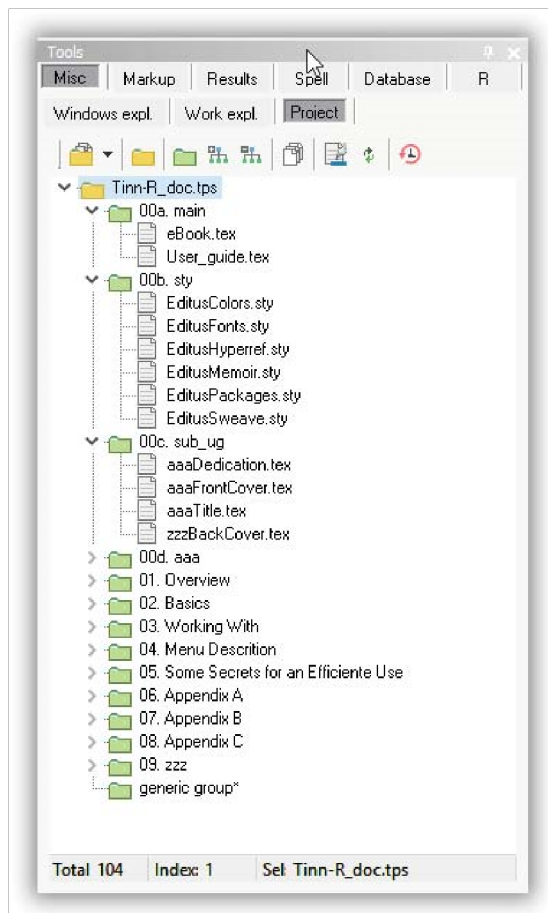 Tools
Misc Markup Results Spell Database R
Windows expl. Work expl. Project
Tinn-R_doc.tps
00a. main
eBook.tex
User_guide.tex
00b. sty
EditusColors.sty
EditusFonts.sty
EditusHyperref.sty
EditusMemoir.sty
EditusPackages.sty
EditusSweave.sty
00c. sub_ug
aaaDedication.tex
aaaFrontCover.tex
aaaTitle.tex
zzzBackCover.tex
00d. aaa
01. Overview
02. Basics
03. Working With
04. Menu Descrition
05. Some Secrets for an Efficiente Use
06. Appendix A
07. Appendix B
08. Appendix C
09. zzz
generic group*
Total 104 Index: 1 Sel: Tinn-R_doc.tps